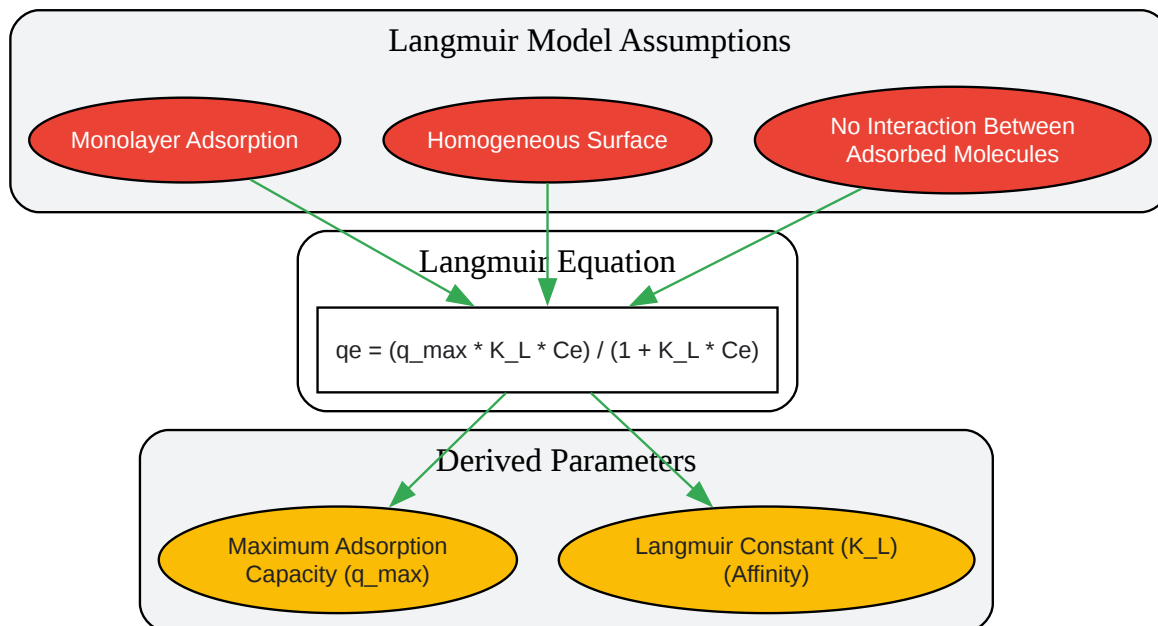 Langmuir Model Assumptions
Monolayer Adsorption
Homogeneous Surface
No Interaction Between
Adsorbed Molecules
Langmuir Equation
qe = (q_max * K_L * Ce) / (1 + K_L * Ce)
Derived Parameters
Maximum Adsorption
Capacity (q_max)
Langmuir Constant (K_L)
(Affinity)